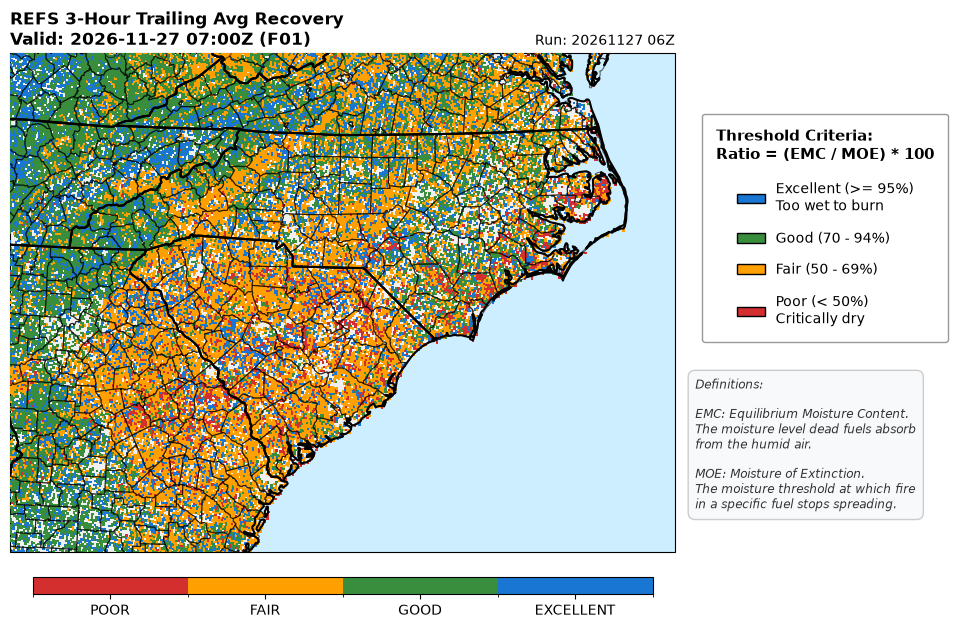 REFS 3-Hour Trailing Avg Recovery
Valid: 2026-11-27 07:00Z (F01)
Run: 20261127 06Z
Threshold Criteria:
Ratio = (EMC / MOE) * 100
Excellent (>= 95%)
Too wet to burn
Good (70 - 94%)
Fair (50 - 69%)
Poor (< 50%)
Critically dry
Definitions:
EMC: Equilibrium Moisture Content.
The moisture level dead fuels absorb
from the humid air.
MOE: Moisture of Extinction.
The moisture threshold at which fire
in a specific fuel stops spreading.
POOR
FAIR
GOOD
EXCELLENT